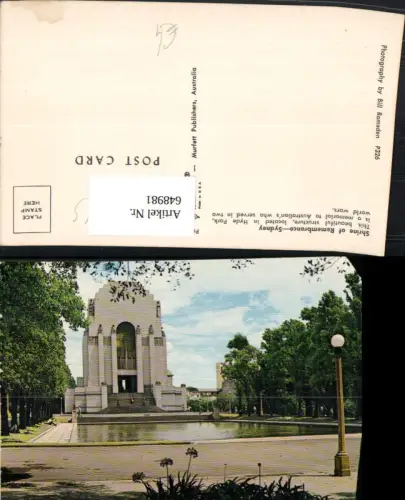 Shrine of Remembrance—Sydney
This beautiful structure, located in Hyde Park,
is a memorial to Australian's who served in two
world wars.
Photography by Bill Ramsden P226
Murfett Publishers, Australia
POST CARD
PLACE
STAMP
HERE
Artikel Nr.
648981